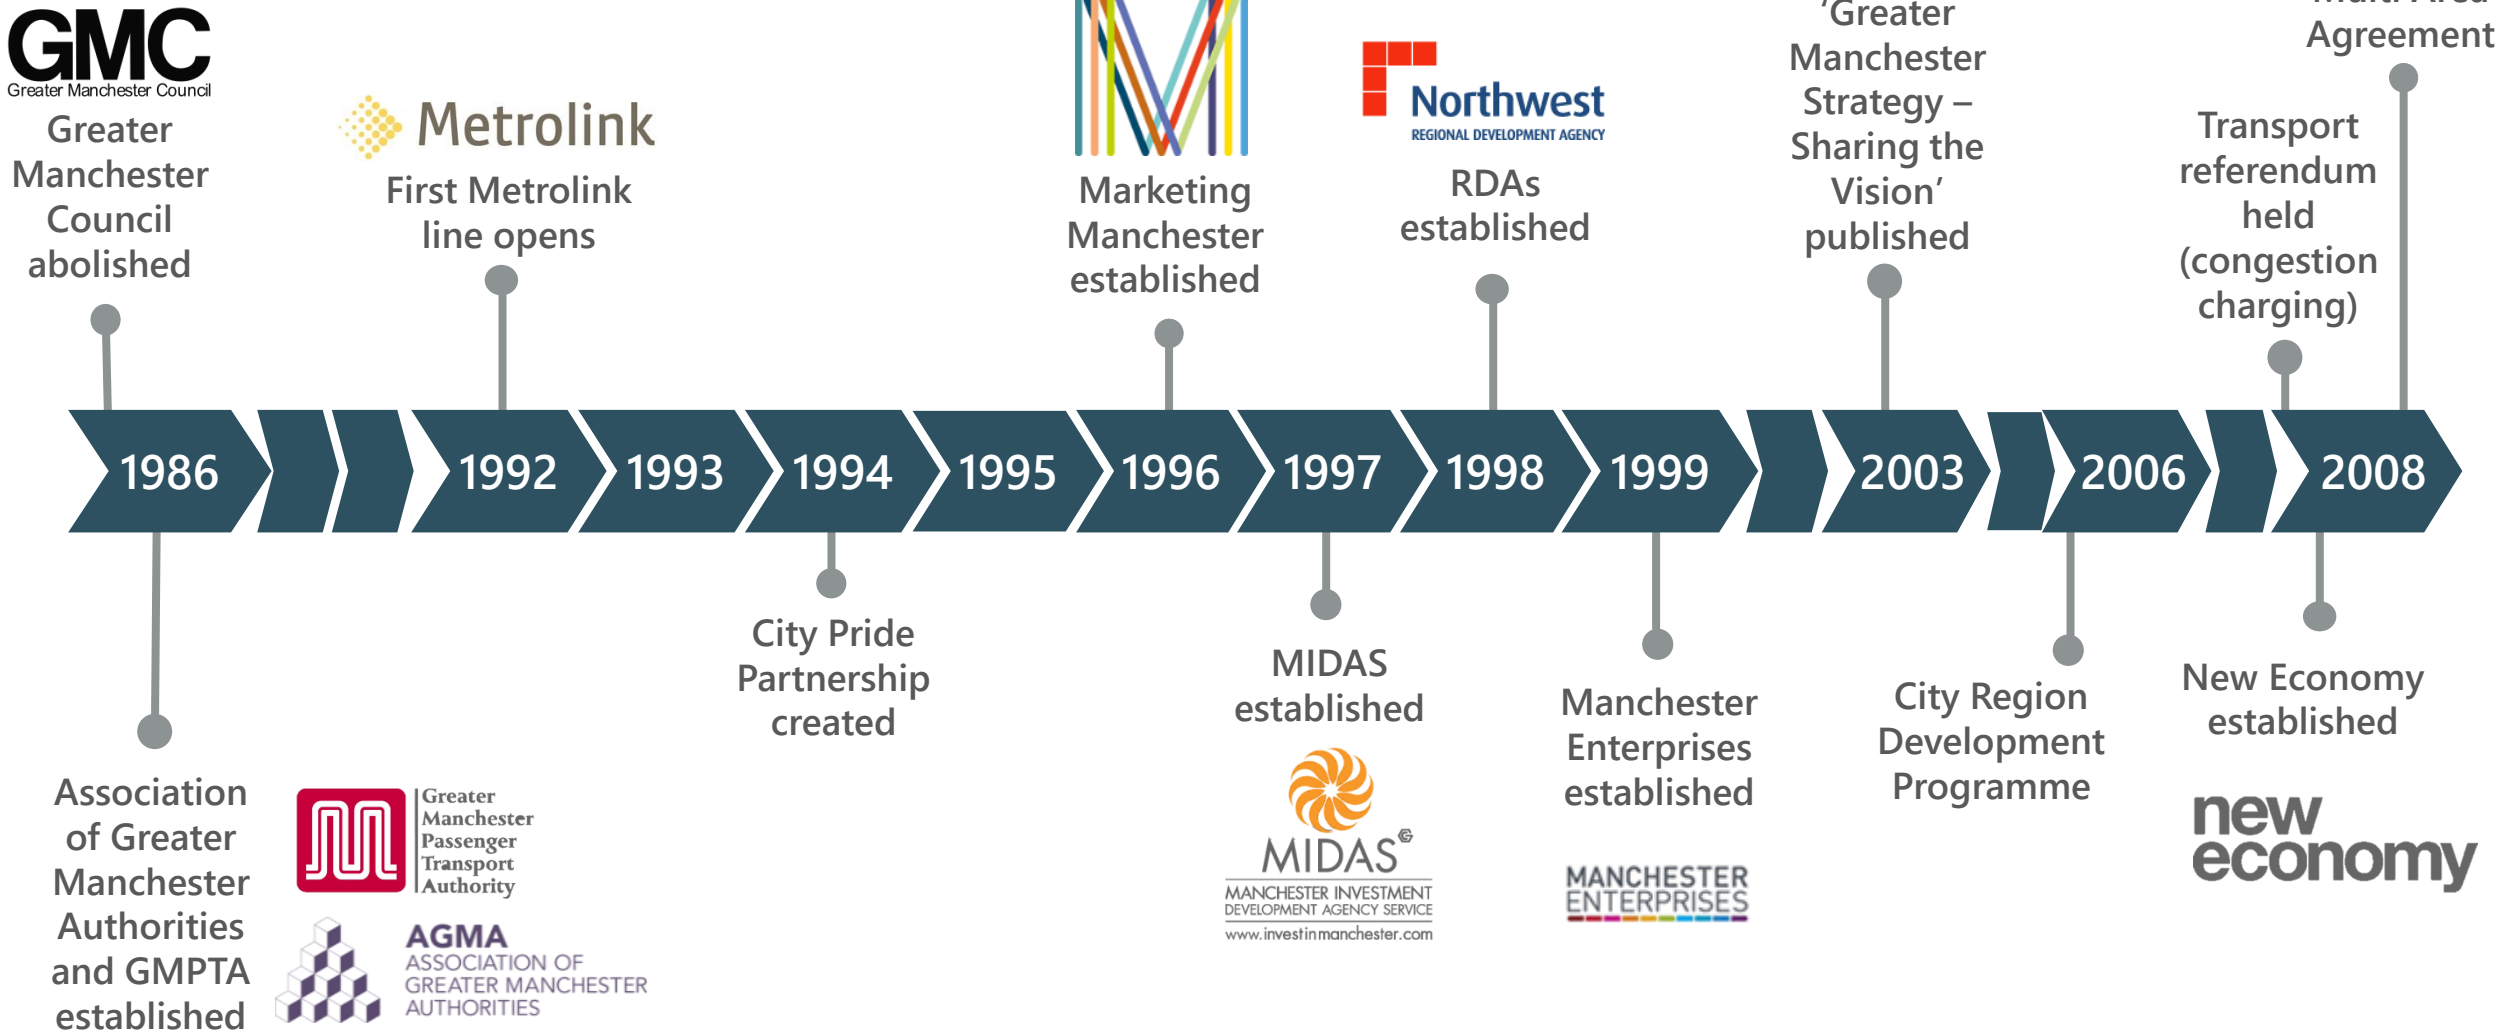 GMC
Greater Manchester Council
Greater
Manchester
Council
abolished
Metrolink
First Metrolink
line opens
Marketing
Manchester
established
Northwest
REGIONAL DEVELOPMENT AGENCY
RDAs
established
'Greater
Manchester
Strategy –
Sharing the
Vision'
published
Transport
referendum
held
(congestion
charging)
Multi Area
Agreement
1986
1992
1993
1994
1995
1996
1997
1998
1999
2003
2006
2008
Association
of Greater
Manchester
Authorities
and GMPTA
established
Greater
Manchester
Passenger
Transport
Authority
AGMA
ASSOCIATION OF
GREATER MANCHESTER
AUTHORITIES
City Pride
Partnership
created
MIDAS
established
MIDAS
MANCHESTER INVESTMENT
DEVELOPMENT AGENCY SERVICE
www.investinmanchester.com
Manchester
Enterprises
established
MANCHESTER
ENTERPRISES
City Region
Development
Programme
New Economy
established
new
economy